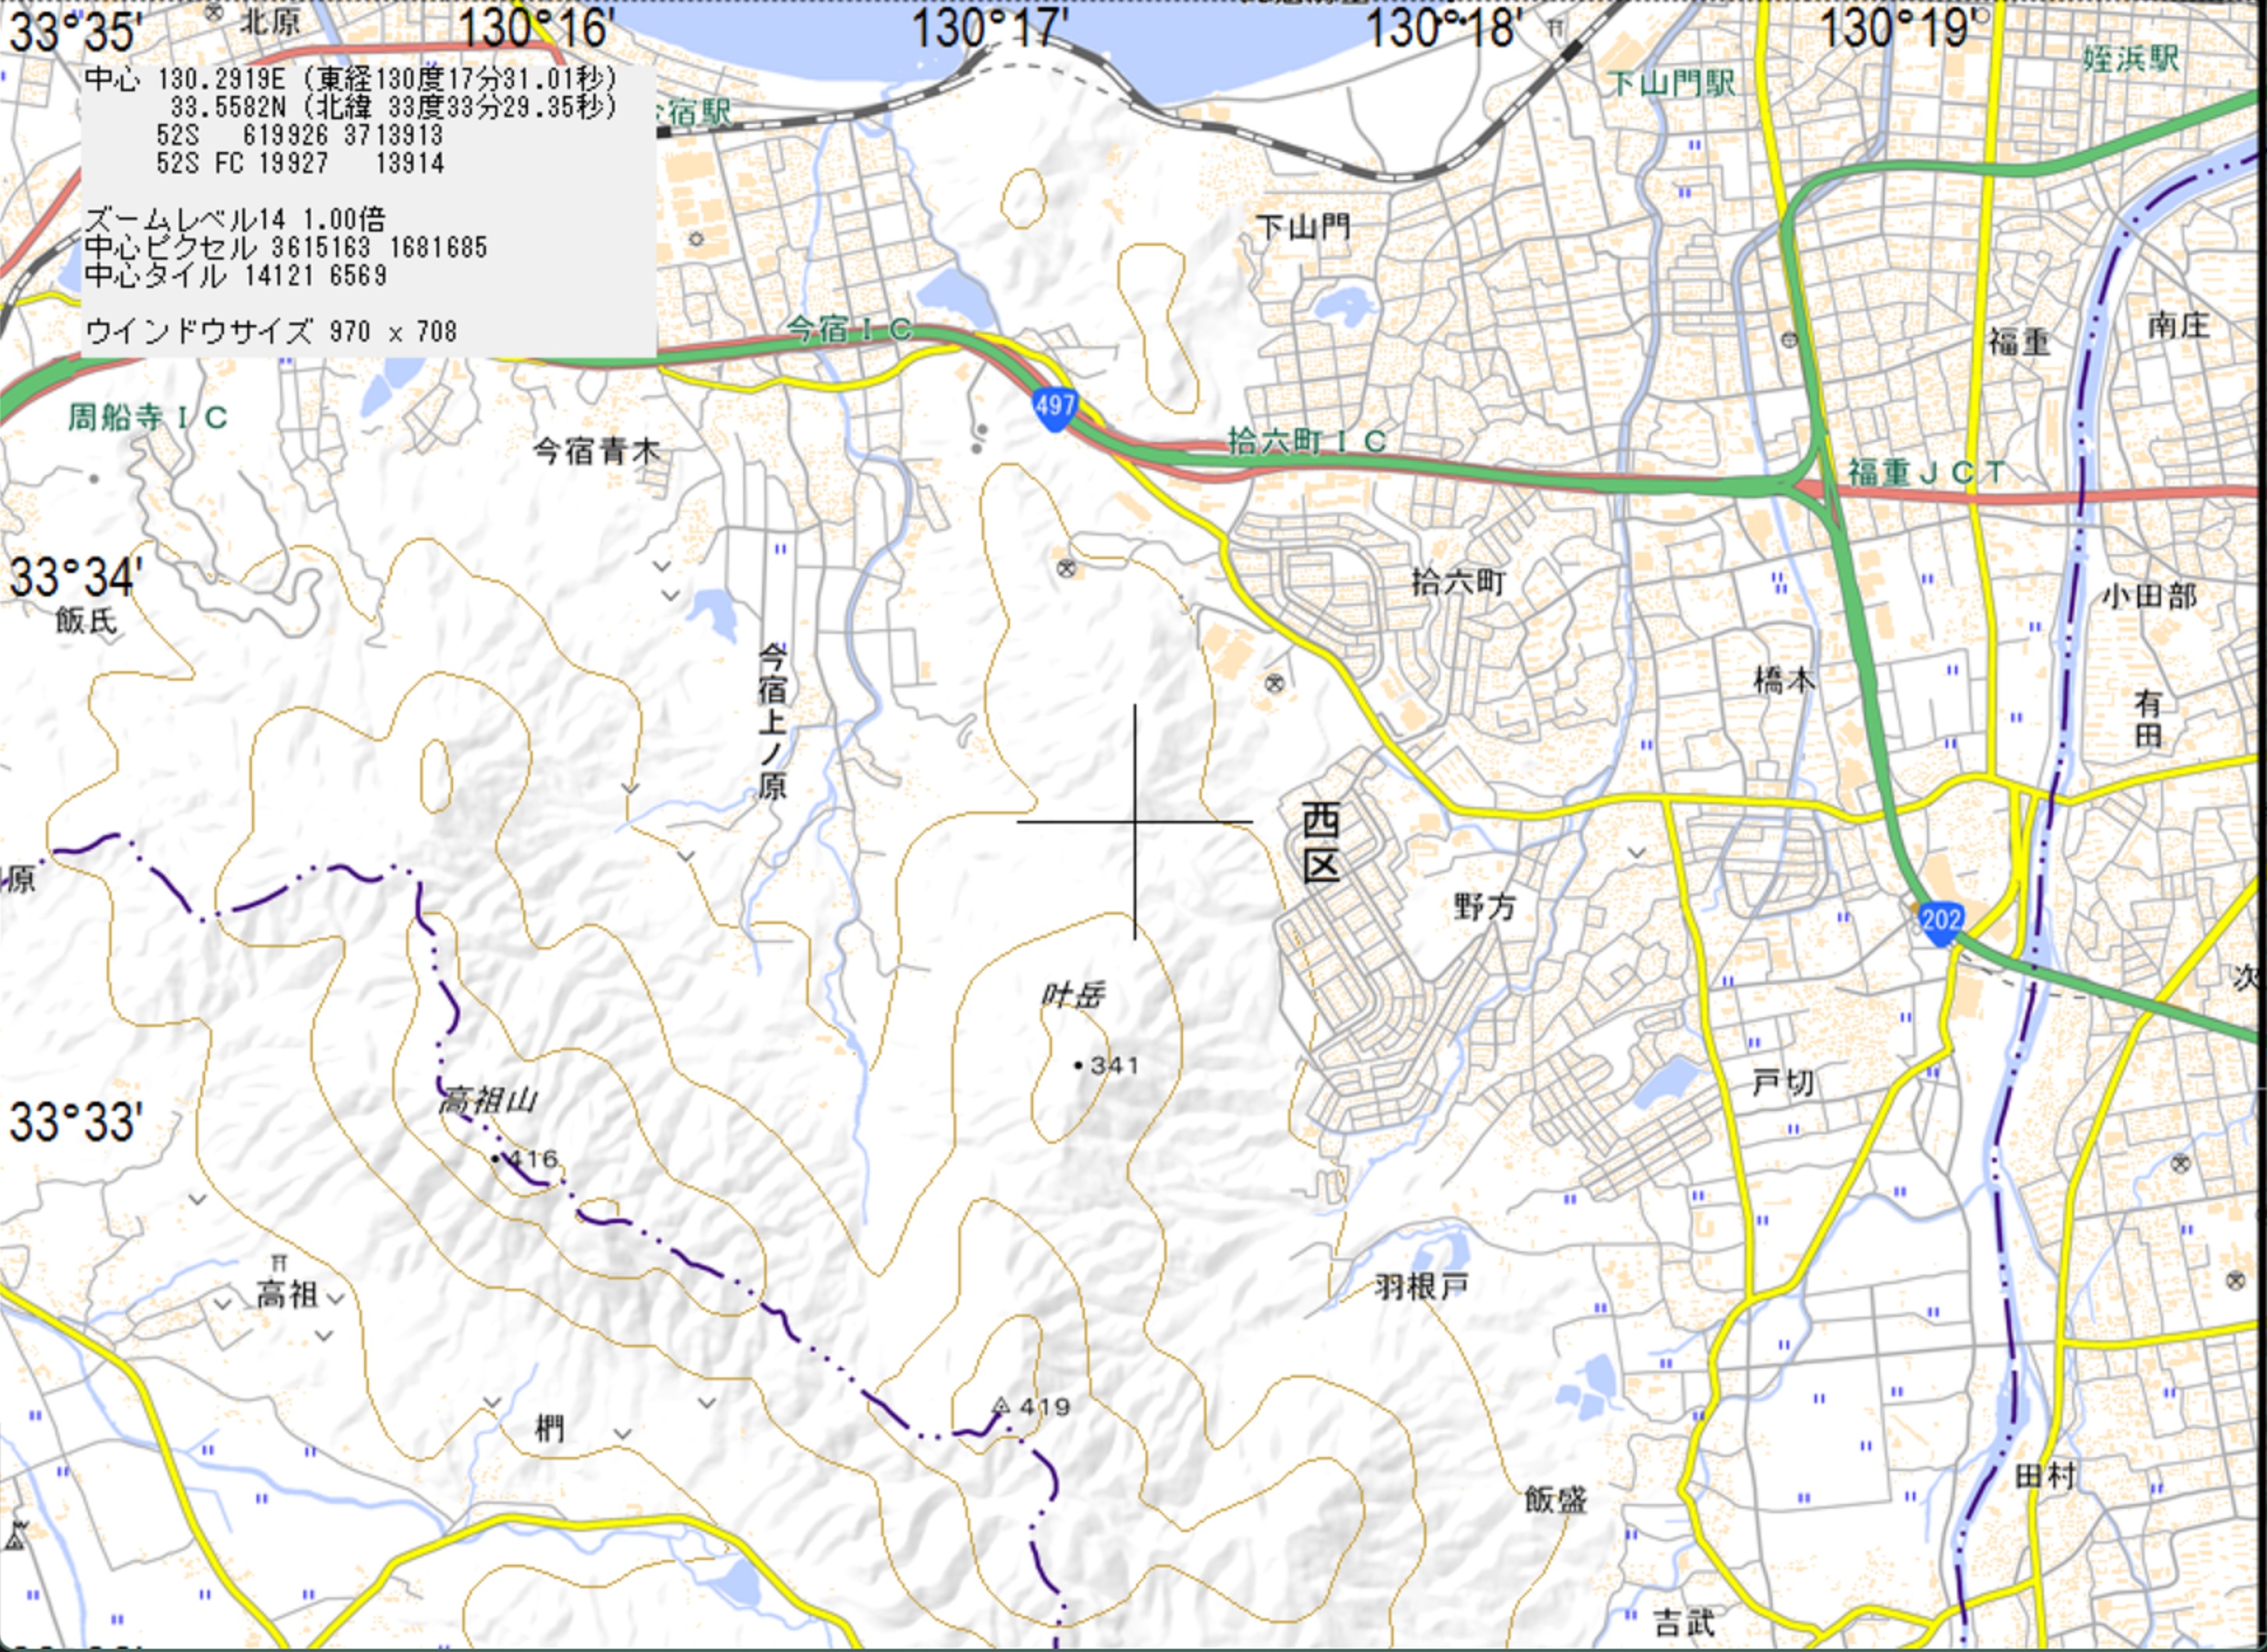 33°35'
北原
130°16'
130°17'
130°18'
130°19'
姪浜駅
下山門駅
中心 130.2919E (東経130度17分31.01秒)
33.5582N (北緯 33度33分29.35秒)
52S 619926 3713913
52S FC 19927 13914
ズームレベル14 1.00倍
中心ピクセル 3615163 1681685
中心タイル 14121 6569
ウインドウサイズ 970 x 708
宿駅
下山門
今宿IC
福重
南庄
497
周船寺IC
今宿青木
拾六町IC
福重JCT
33°34'
飯氏
拾六町
小田部
今宿上ノ原
橋本
有田
西区
原
野方
202
次
叶岳
341
高祖山
33°33'
戸切
416
高祖
羽根戸
419
椚
飯盛
田村
吉武